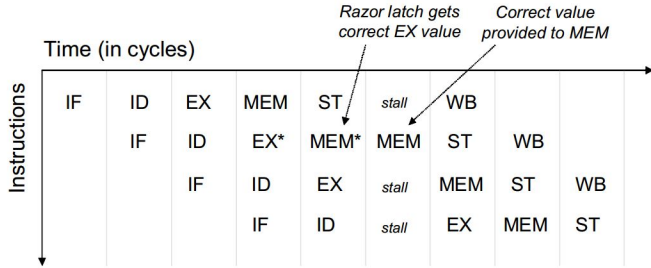 Razor latch gets
correct EX value
Correct value
provided to MEM
Time (in cycles)
Instructions
IF ID EX MEM ST stall WB
IF ID EX* MEM* MEM ST WB
IF ID EX stall MEM ST WB
IF ID stall EX MEM ST